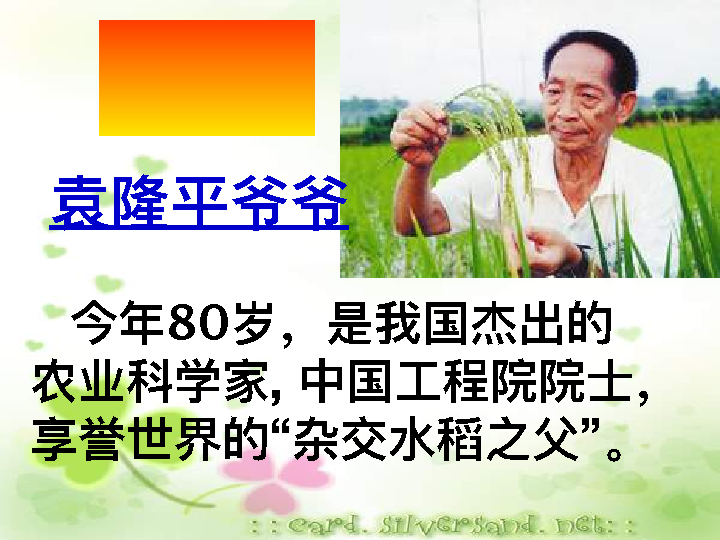 袁隆平爷爷
今年80岁，是我国杰出的
农业科学家,中国工程院院士，
享誉世界的“杂交水稻之父”。
::card.silversand.net::